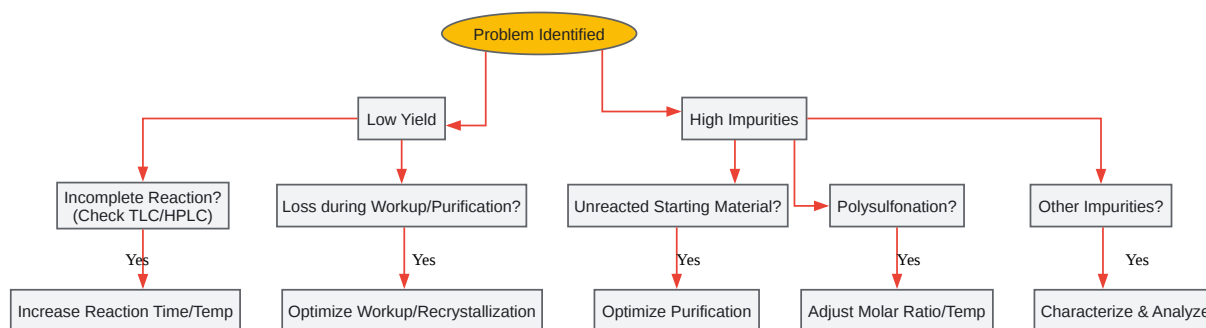 Problem Identified
Low Yield
High Impurities
Incomplete Reaction?
(Check TLC/HPLC)
Loss during Workup/Purification?
Unreacted Starting Material?
Polysulfonation?
Other Impurities?
Yes
Yes
Yes
Yes
Yes
Increase Reaction Time/Temp
Optimize Workup/Recrystallization
Optimize Purification
Adjust Molar Ratio/Temp
Characterize & Analyze